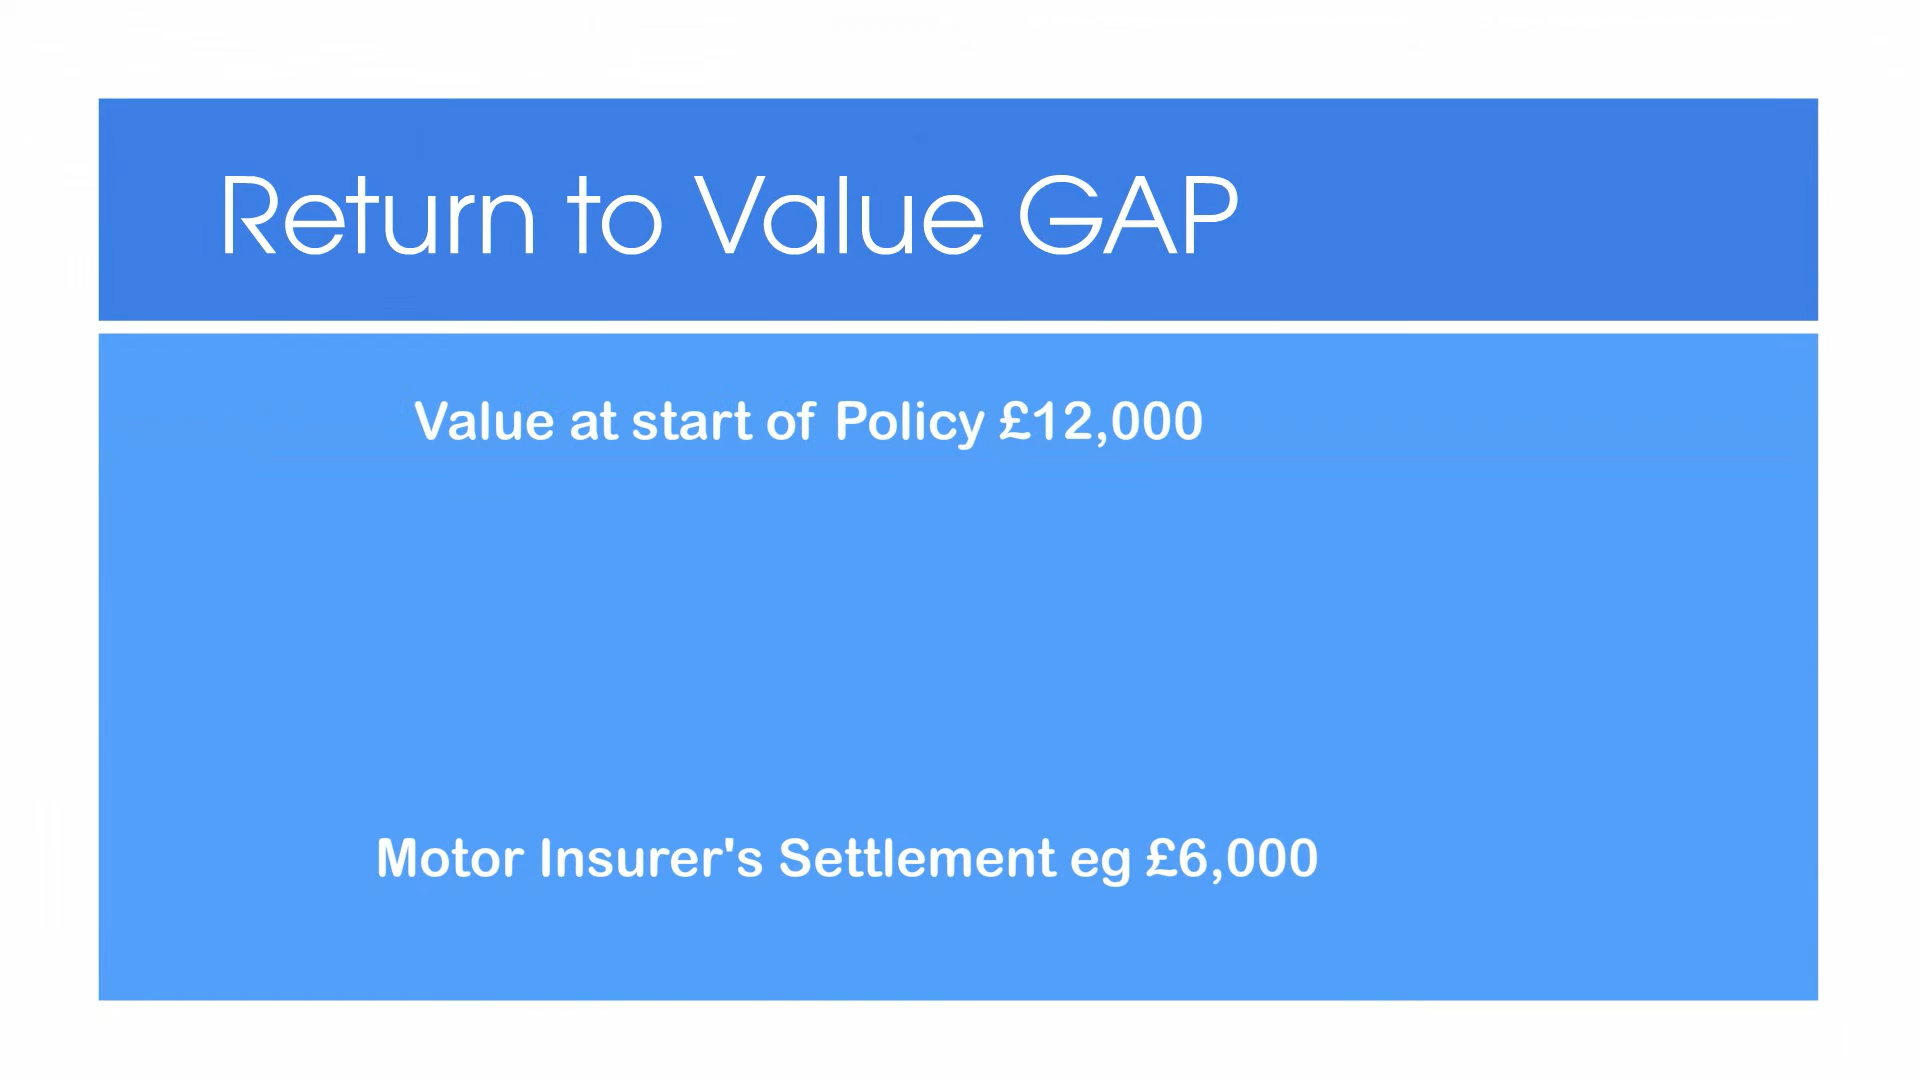 Return to Value GAP
Value at start of Policy £12,000
Motor Insurer's Settlement eg £6,000